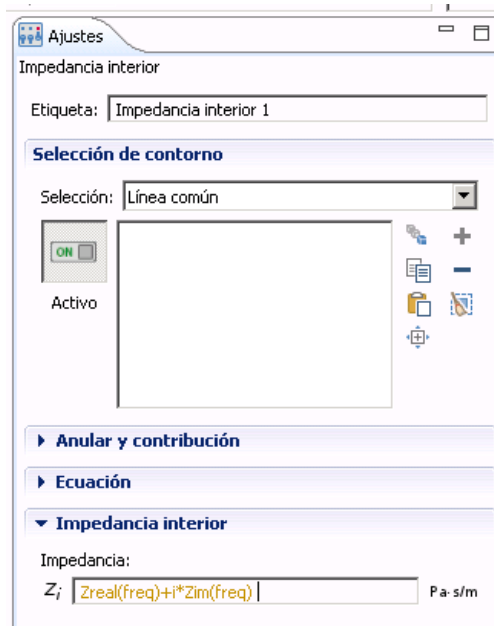 Ajustes
Impedancia interior
Etiqueta: Impedancia interior 1
Selección de contorno
Selección: Línea común
ON
Activo
Anular y contribución
Ecuación
Impedancia interior
Impedancia:
Zi Zreal(freq)+i*Zim(freq) Pa·s/m